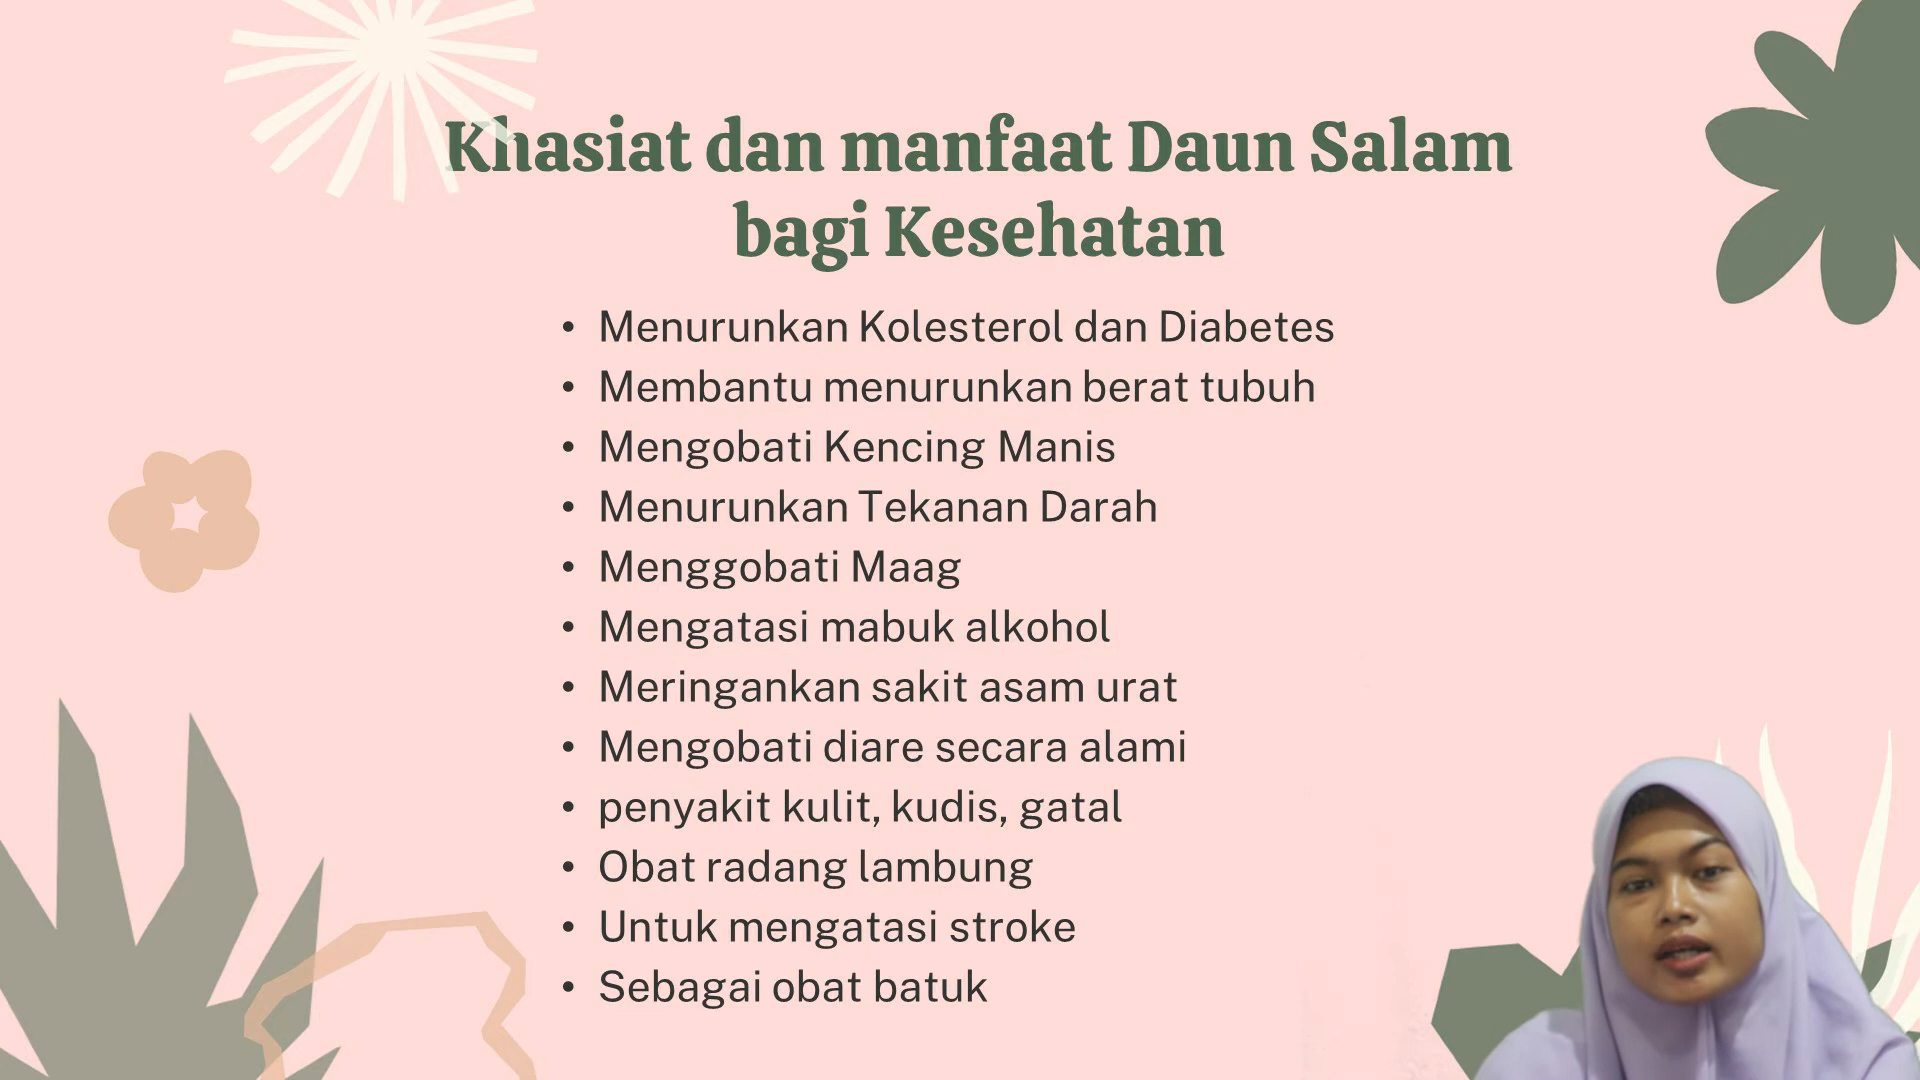 Khasiat dan manfaat Daun Salam
bagi Kesehatan
• Menurunkan Kolesterol dan Diabetes
• Membantu menurunkan berat tubuh
• Mengobati Kencing Manis
• Menurunkan Tekanan Darah
• Menggobati Maag
• Mengatasi mabuk alkohol
• Meringankan sakit asam urat
• Mengobati diare secara alami
• penyakit kulit, kudis, gatal
• Obat radang lambung
• Untuk mengatasi stroke
• Sebagai obat batuk